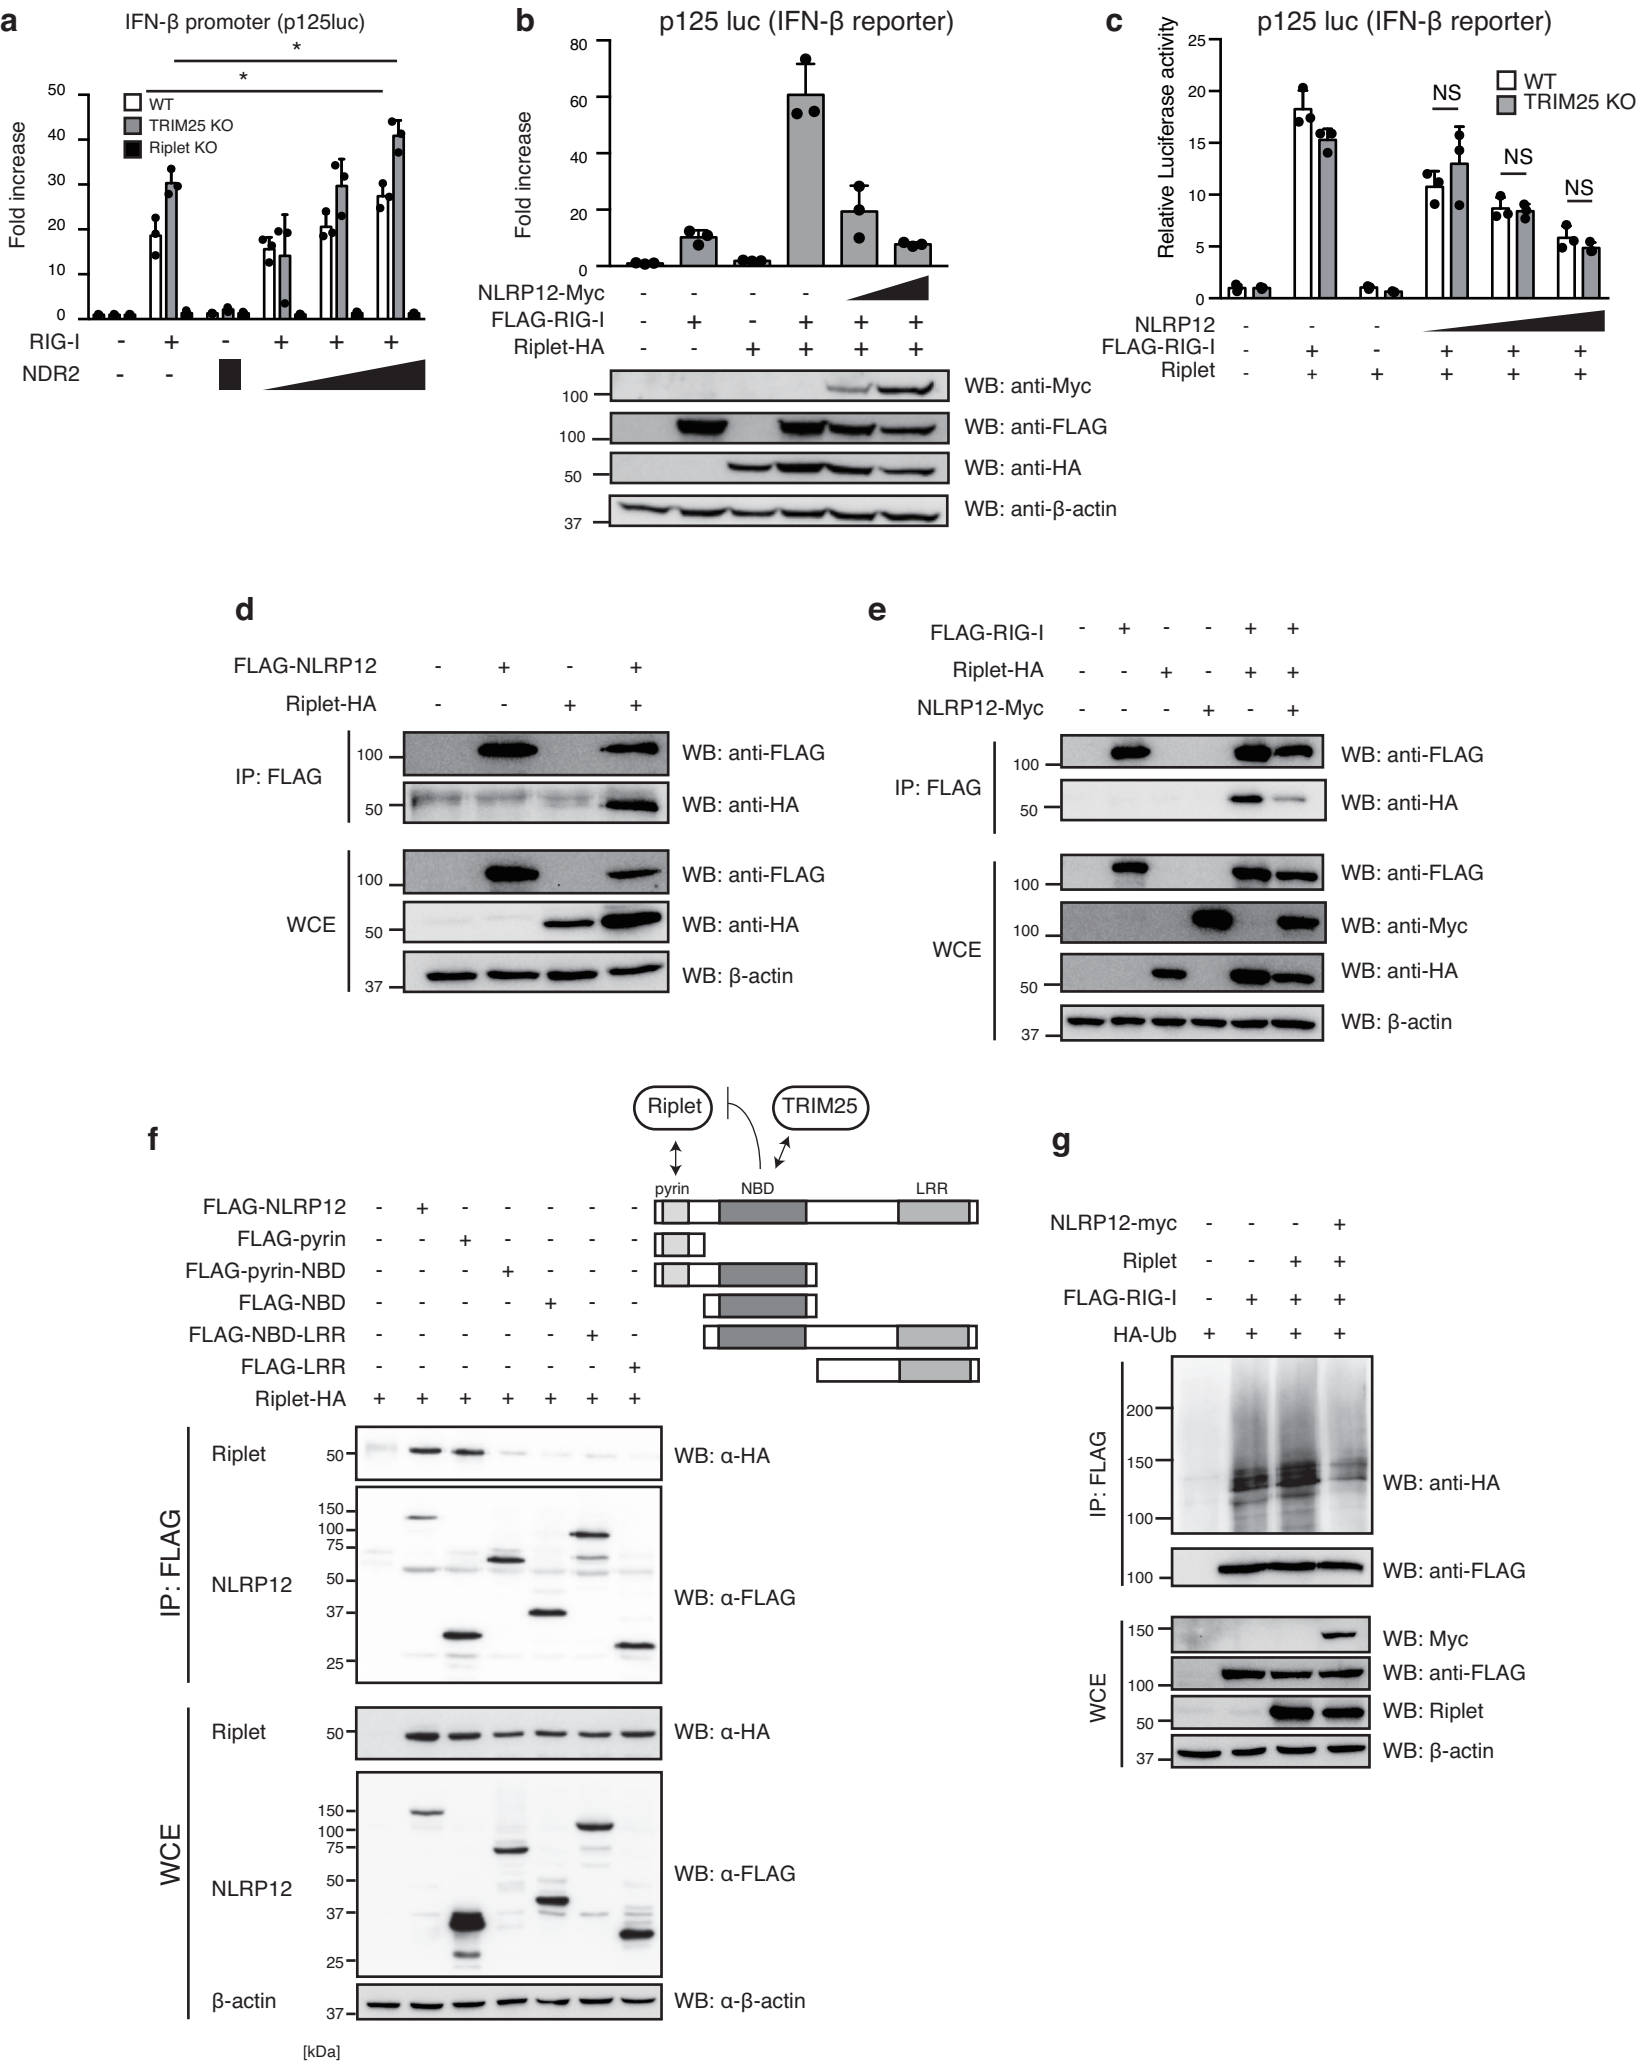 a
IFN-β promoter (p125luc)
*
*
Fold increase
50
40
30
20
10
0
WT
TRIM25 KO
Riplet KO
RIG-I - + - + + +
NDR2 - -
b
p125 luc (IFN-β reporter)
Fold increase
80
60
40
20
0
NLRP12-Myc - - - -
FLAG-RIG-I - + - + + +
Riplet-HA - - + + + +
100 WB: anti-Myc
100 WB: anti-FLAG
50 WB: anti-HA
37 WB: anti-β-actin
c
p125 luc (IFN-β reporter)
Relative Luciferase activity
25
20
15
10
5
0
WT
TRIM25 KO
NS
NS
NS
NLRP12 - - -
FLAG-RIG-I - + - + + +
Riplet - + + + + +
d
FLAG-NLRP12 - + - +
Riplet-HA - - + +
IP: FLAG
100 WB: anti-FLAG
50 WB: anti-HA
WCE
100 WB: anti-FLAG
50 WB: anti-HA
37 WB: β-actin
e
FLAG-RIG-I - + - - + +
Riplet-HA - - + - + +
NLRP12-Myc - - - + - +
IP: FLAG
100 WB: anti-FLAG
50 WB: anti-HA
WCE
100 WB: anti-FLAG
100 WB: anti-Myc
50 WB: anti-HA
37 WB: β-actin
f
Riplet TRIM25
pyrin NBD LRR
FLAG-NLRP12 - + - - - - -
FLAG-pyrin - - + - - - -
FLAG-pyrin-NBD - - - + - - -
FLAG-NBD - - - - + - -
FLAG-NBD-LRR - - - - - + -
FLAG-LRR - - - - - - +
Riplet-HA + + + + + + +
IP: FLAG
Riplet 50 WB: α-HA
150
100
75
50
37
25
NLRP12 WB: α-FLAG
WCE
Riplet 50 WB: α-HA
150
100
75
50
37
25
NLRP12 WB: α-FLAG
β-actin 37 WB: α-β-actin
[kDa]
g
NLRP12-myc - - - +
Riplet - - + +
FLAG-RIG-I - + + +
HA-Ub + + + +
IP: FLAG
200
150
100
WB: anti-HA
100 WB: anti-FLAG
WCE
150 WB: Myc
100 WB: anti-FLAG
50 WB: Riplet
37 WB: β-actin